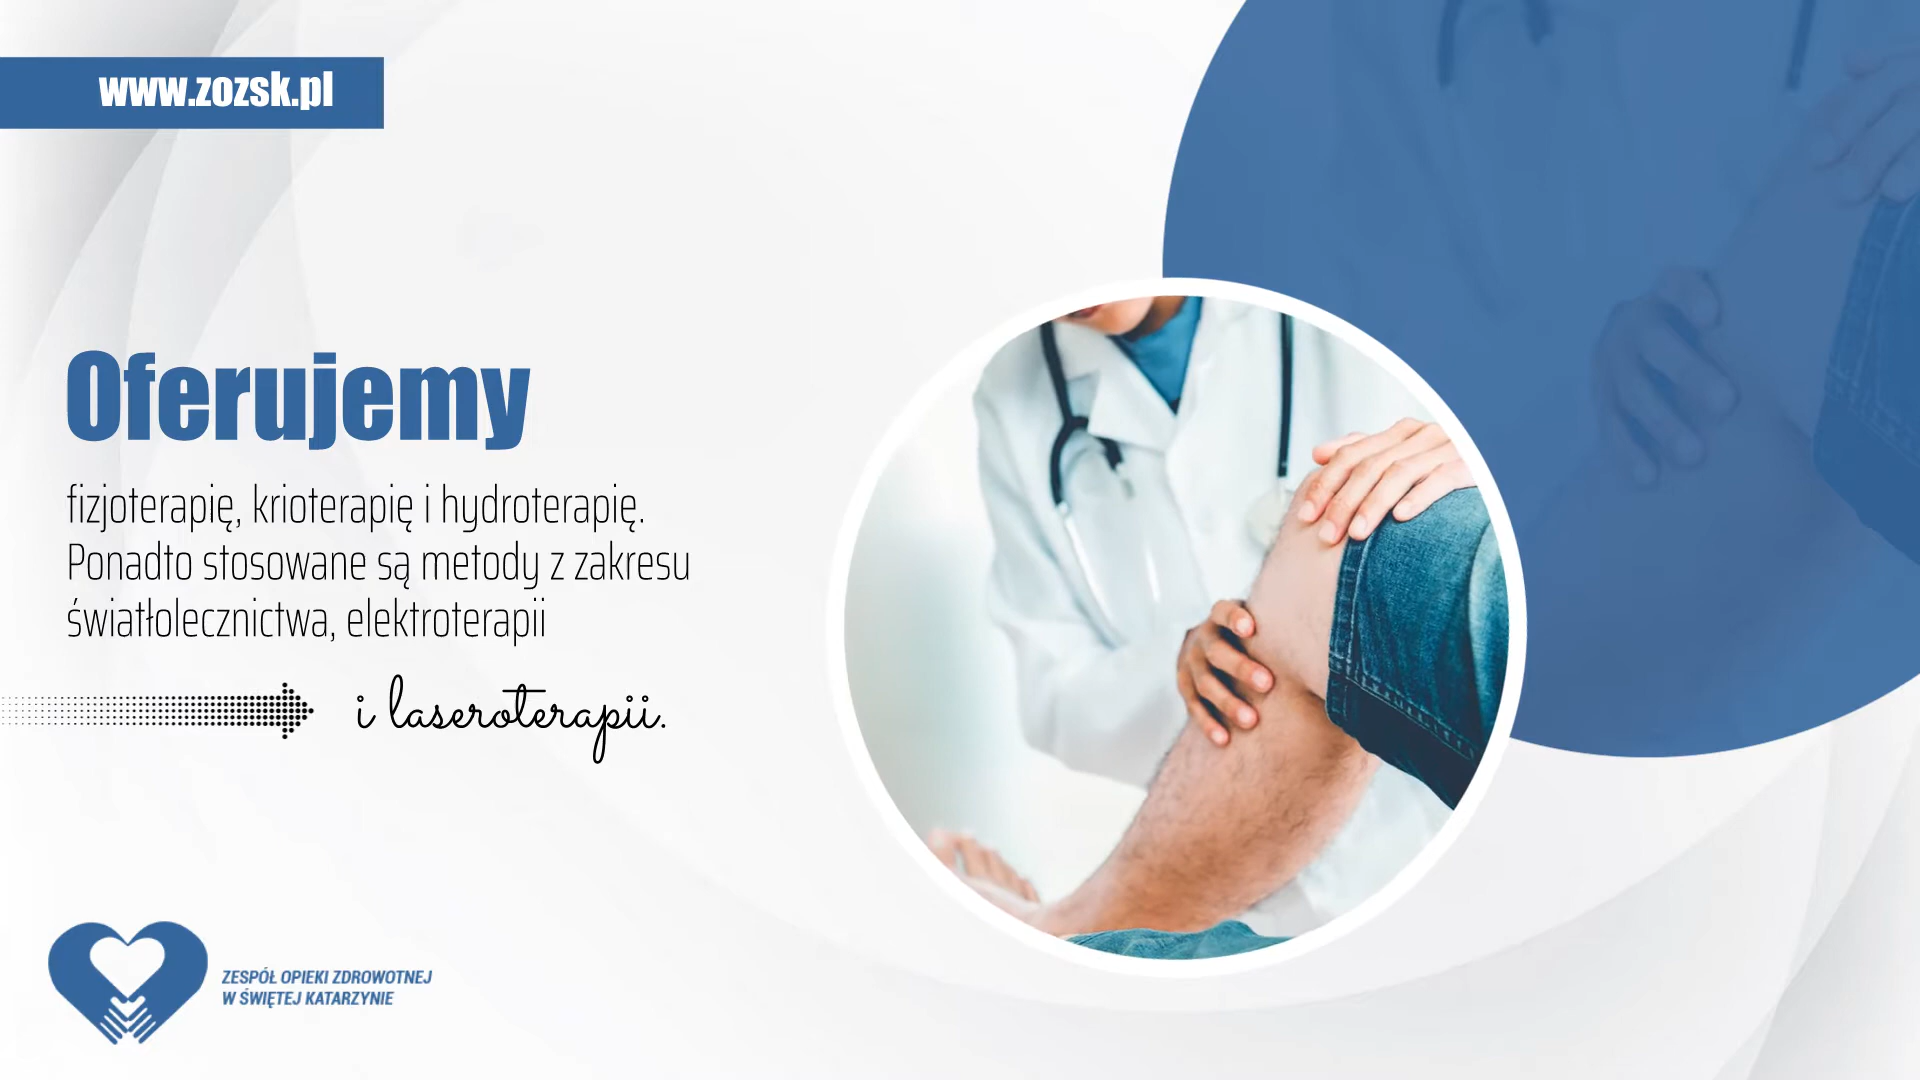 www.zozsk.pl
Oferujemy
fizjoterapię, krioterapię i hydroterapię.
Ponadto stosowane są metody z zakresu
światłolecznictwa, elektroterapii
i laseroterapii.
ZESPÓŁ OPIEKI ZDROWOTNEJ
W ŚWIĘTEJ KATARZYNIE